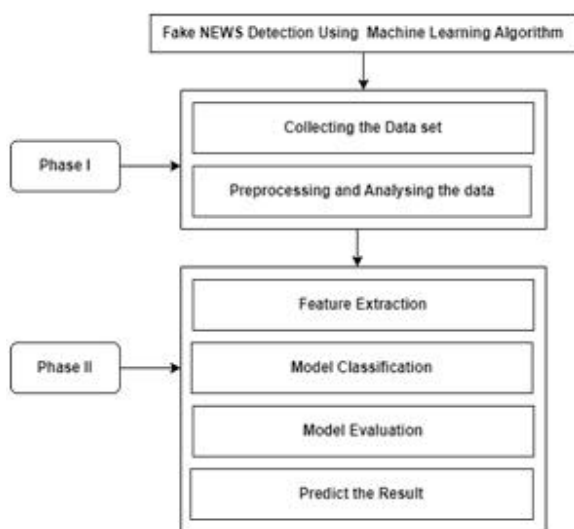 Fake NEWS Detection Using Machine Learning Algorithm
Collecting the Data set
Phase I
Preprocessing and Analysing the data
Feature Extraction
Phase II
Model Classification
Model Evaluation
Predict the Result